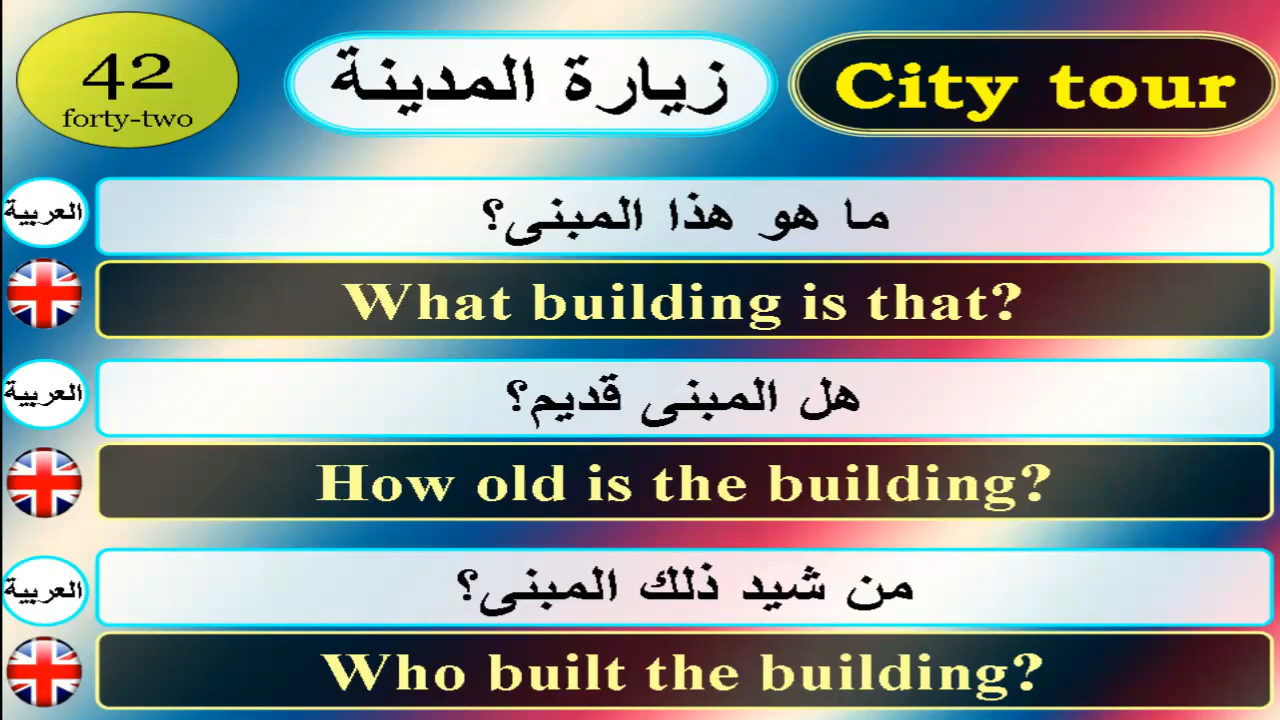 42
forty-two
زيارة المدينة
City tour
العربية
ما هو هذا المبنى؟
What building is that?
العربية
هل المبنى قديم؟
How old is the building?
العربية
من شيد ذلك المبنى؟
Who built the building?